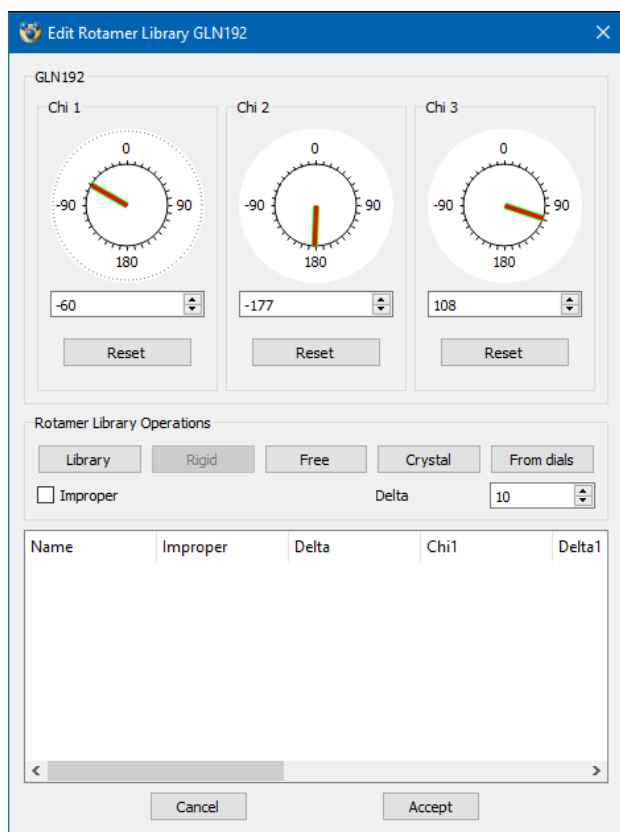 Edit Rotamer Library GLN192
GLN192
Chi 1 Chi 2 Chi 3
0 0 0
-90 90 -90 90 -90 90
180 180 180
-60 -177 108
Reset Reset Reset
Rotamer Library Operations
Library Rigid Free Crystal From dials
Improper Delta 10
Name Improper Delta Chi1 Delta1
Cancel Accept